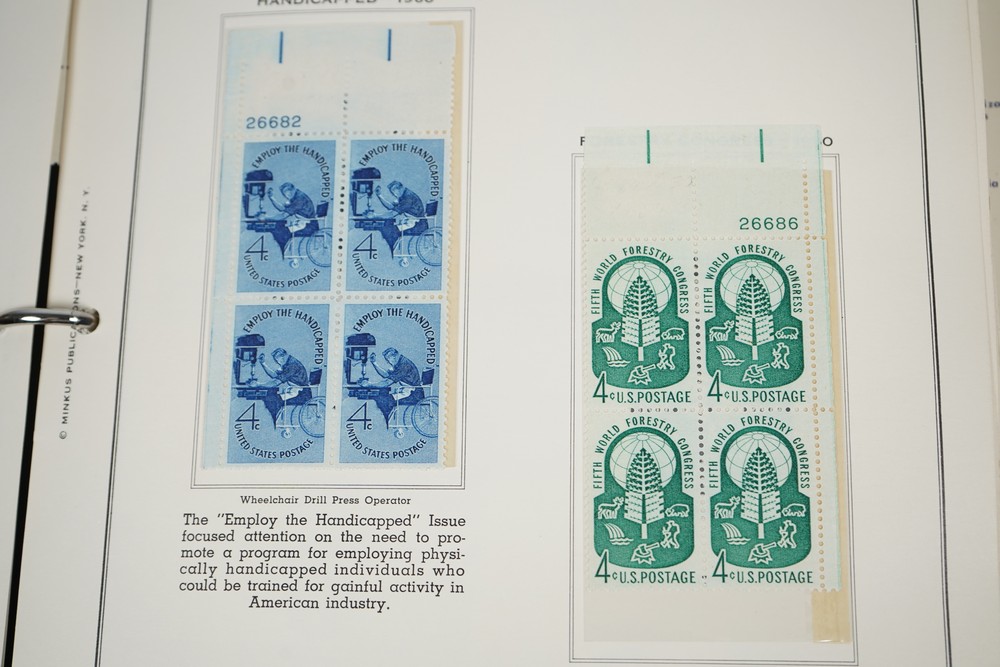 26682
EMPLOY THE HANDICAPPED
4c
UNITED STATES POSTAGE
EMPLOY THE HANDICAPPED
4c
UNITED STATES POSTAGE
EMPLOY THE HANDICAPPED
4c
UNITED STATES POSTAGE
EMPLOY THE HANDICAPPED
4c
UNITED STATES POSTAGE
Wheelchair Drill Press Operator
The "Employ the Handicapped" Issue
focused attention on the need to pro-
mote a program for employing physi-
cally handicapped individuals who
could be trained for gainful activity in
American industry.
26686
FIFTH WORLD FORESTRY CONGRESS
4c U.S. POSTAGE
FIFTH WORLD FORESTRY CONGRESS
4c U.S. POSTAGE
FIFTH WORLD FORESTRY CONGRESS
4c U.S. POSTAGE
FIFTH WORLD FORESTRY CONGRESS
4c U.S. POSTAGE
© MINKUS PUBLICATIONS—NEW YORK, N. Y.